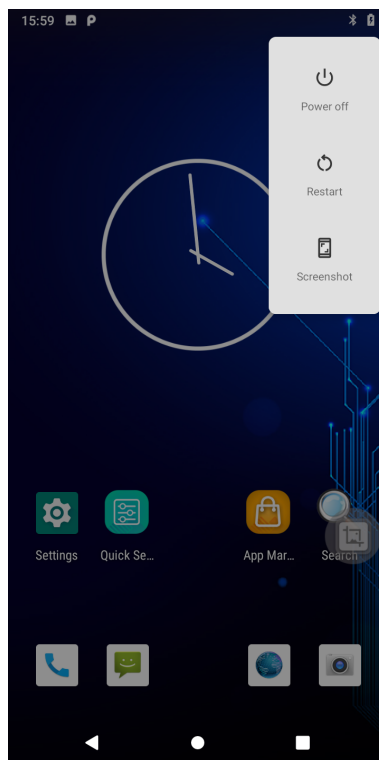 15:59
Power off
Restart
Screenshot
Settings
Quick Se...
App Mar...
Search